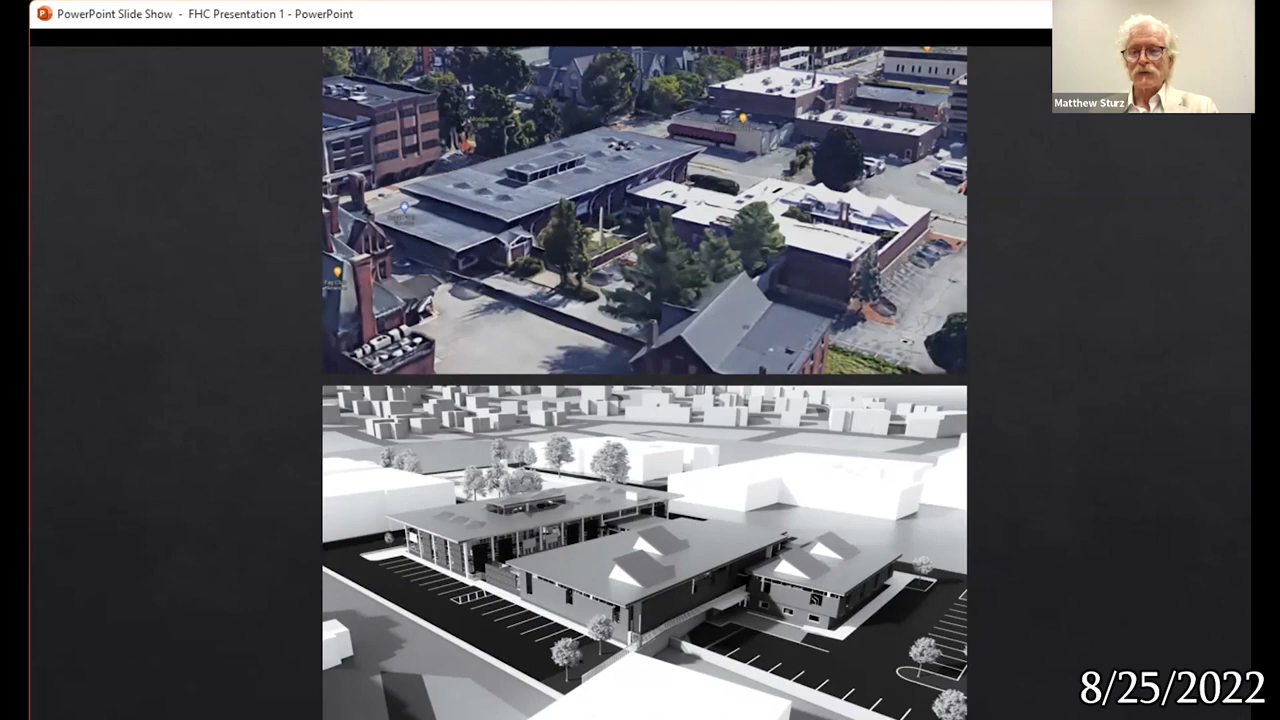 PowerPoint Slide Show - FHC Presentation 1 - PowerPoint
Matthew Sturz
8/25/2022